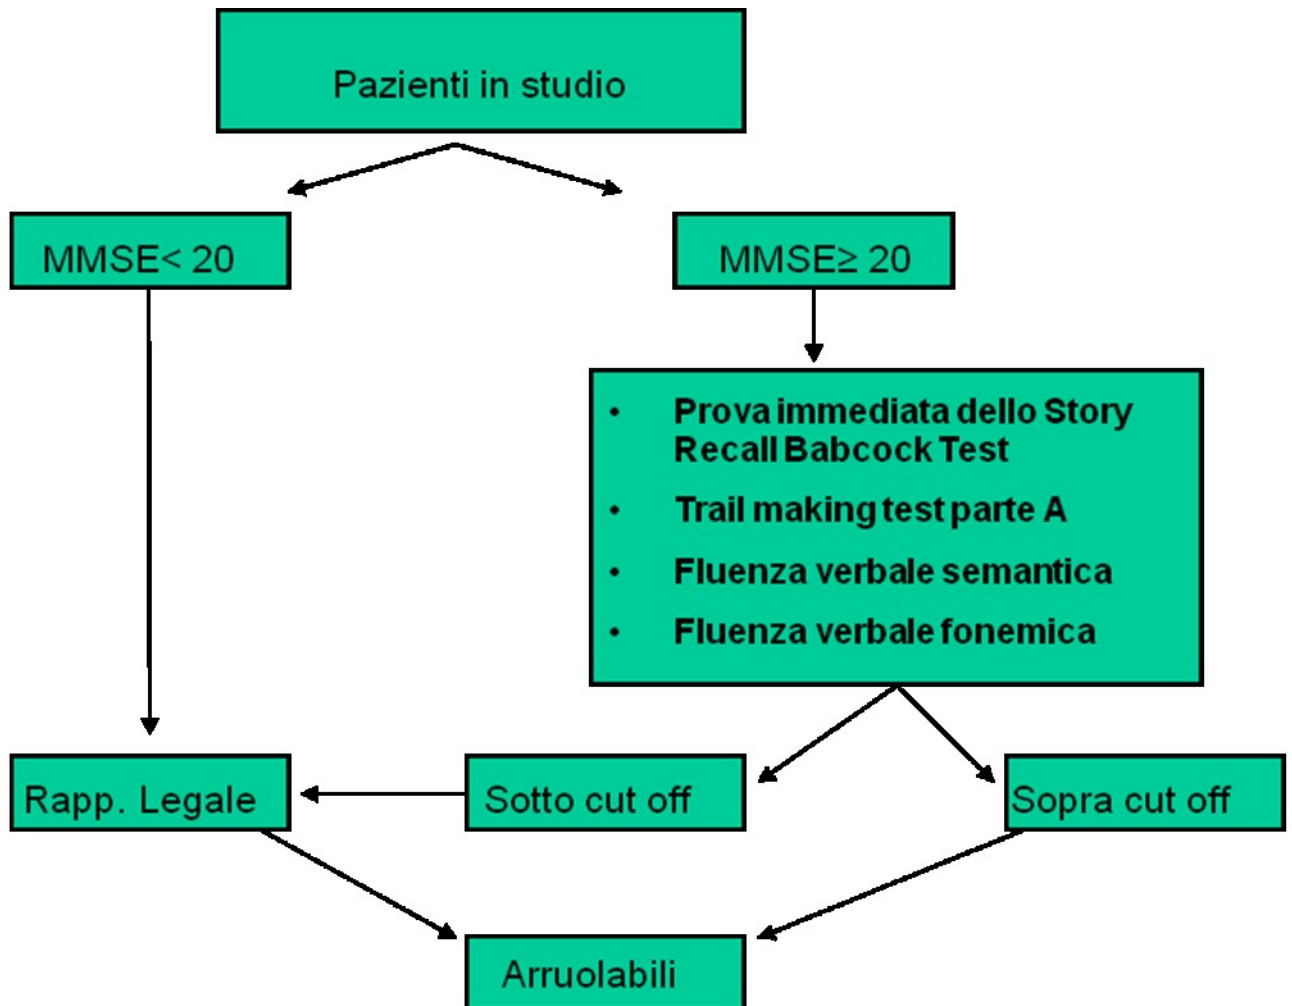 Pazienti in studio
MMSE< 20
MMSE≥ 20
• Prova immediata dello Story
Recall Babcock Test
• Trail making test parte A
• Fluenza verbale semantica
• Fluenza verbale fonemica
Rapp. Legale
Sotto cut off
Sopra cut off
Arruolabili